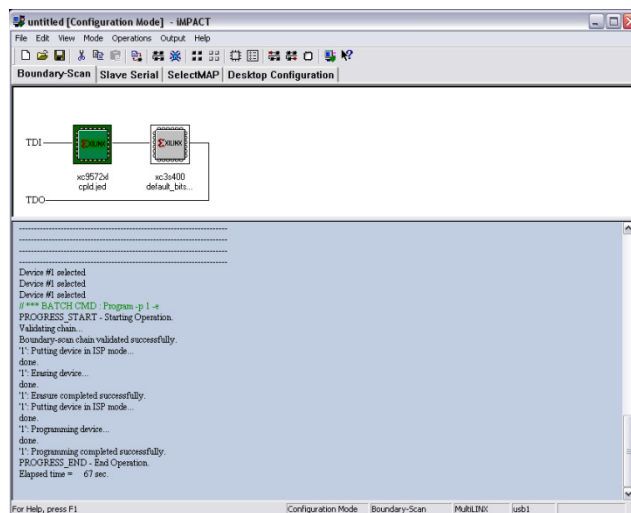 untitled [Configuration Mode] - iMPACT
File Edit View Mode Operations Output Help
Boundary-Scan Slave Serial SelectMAP Desktop Configuration
TDI
XILINX XILINX
xc9572xl xc3s400
cpld.jed default_bits...
TDO
--------------------------------------------------------------------------
--------------------------------------------------------------------------
--------------------------------------------------------------------------
--------------------------------------------------------------------------
Device #1 selected
Device #1 selected
Device #1 selected
// *** BATCH CMD : Program -p 1 -e
PROGRESS_START - Starting Operation.
Validating chain...
Boundary-scan chain validated successfully.
'1': Putting device in ISP mode...
done.
'1': Erasing device...
done.
'1': Erasure completed successfully.
'1': Putting device in ISP mode...
done.
'1': Programming device...
done.
'1': Programming completed successfully.
PROGRESS_END - End Operation.
Elapsed time = 67 sec.
For Help, press F1 Configuration Mode Boundary-Scan MultiLINX usb1